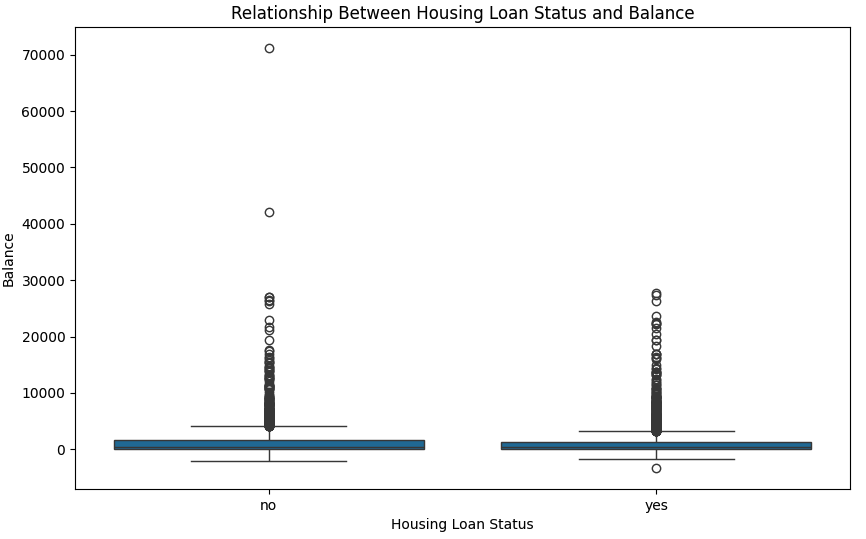 Relationship Between Housing Loan Status and Balance
70000
60000
50000
40000
30000
20000
10000
0
Balance
no yes
Housing Loan Status